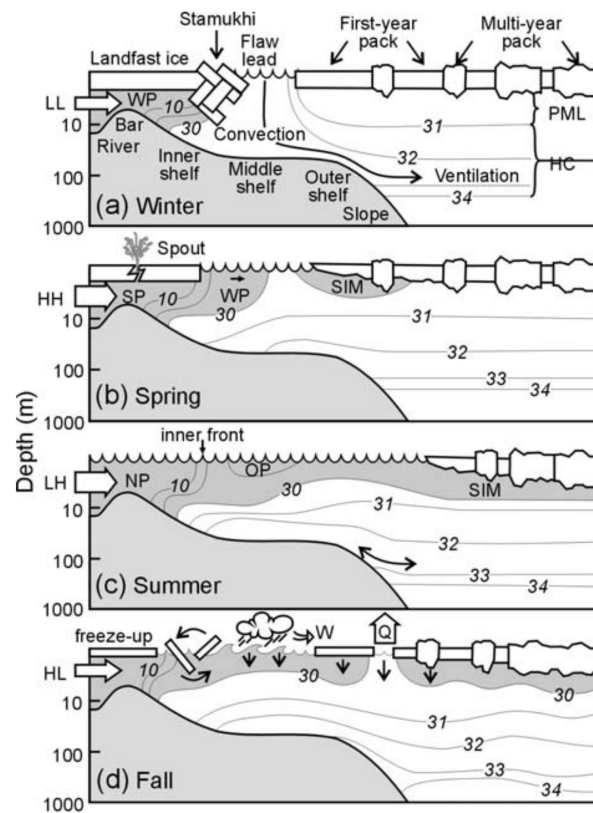 Stamukhi
Flaw
lead
First-year
pack
Multi-year
pack
Landfast ice
LL
WP
10
30
31
PML
10
Bar
River
Convection
Inner
shelf
Middle
shelf
Outer
shelf
Slope
32
Ventilation
HC
34
100
1000
(a) Winter
Spout
HH
SP
10
WP
30
SIM
31
10
32
100
33
34
1000
(b) Spring
Depth (m)
inner front
LH
NP
10
OP
30
SIM
31
10
32
100
33
34
1000
(c) Summer
freeze-up
W
Q
HL
10
30
30
10
31
32
100
33
34
1000
(d) Fall